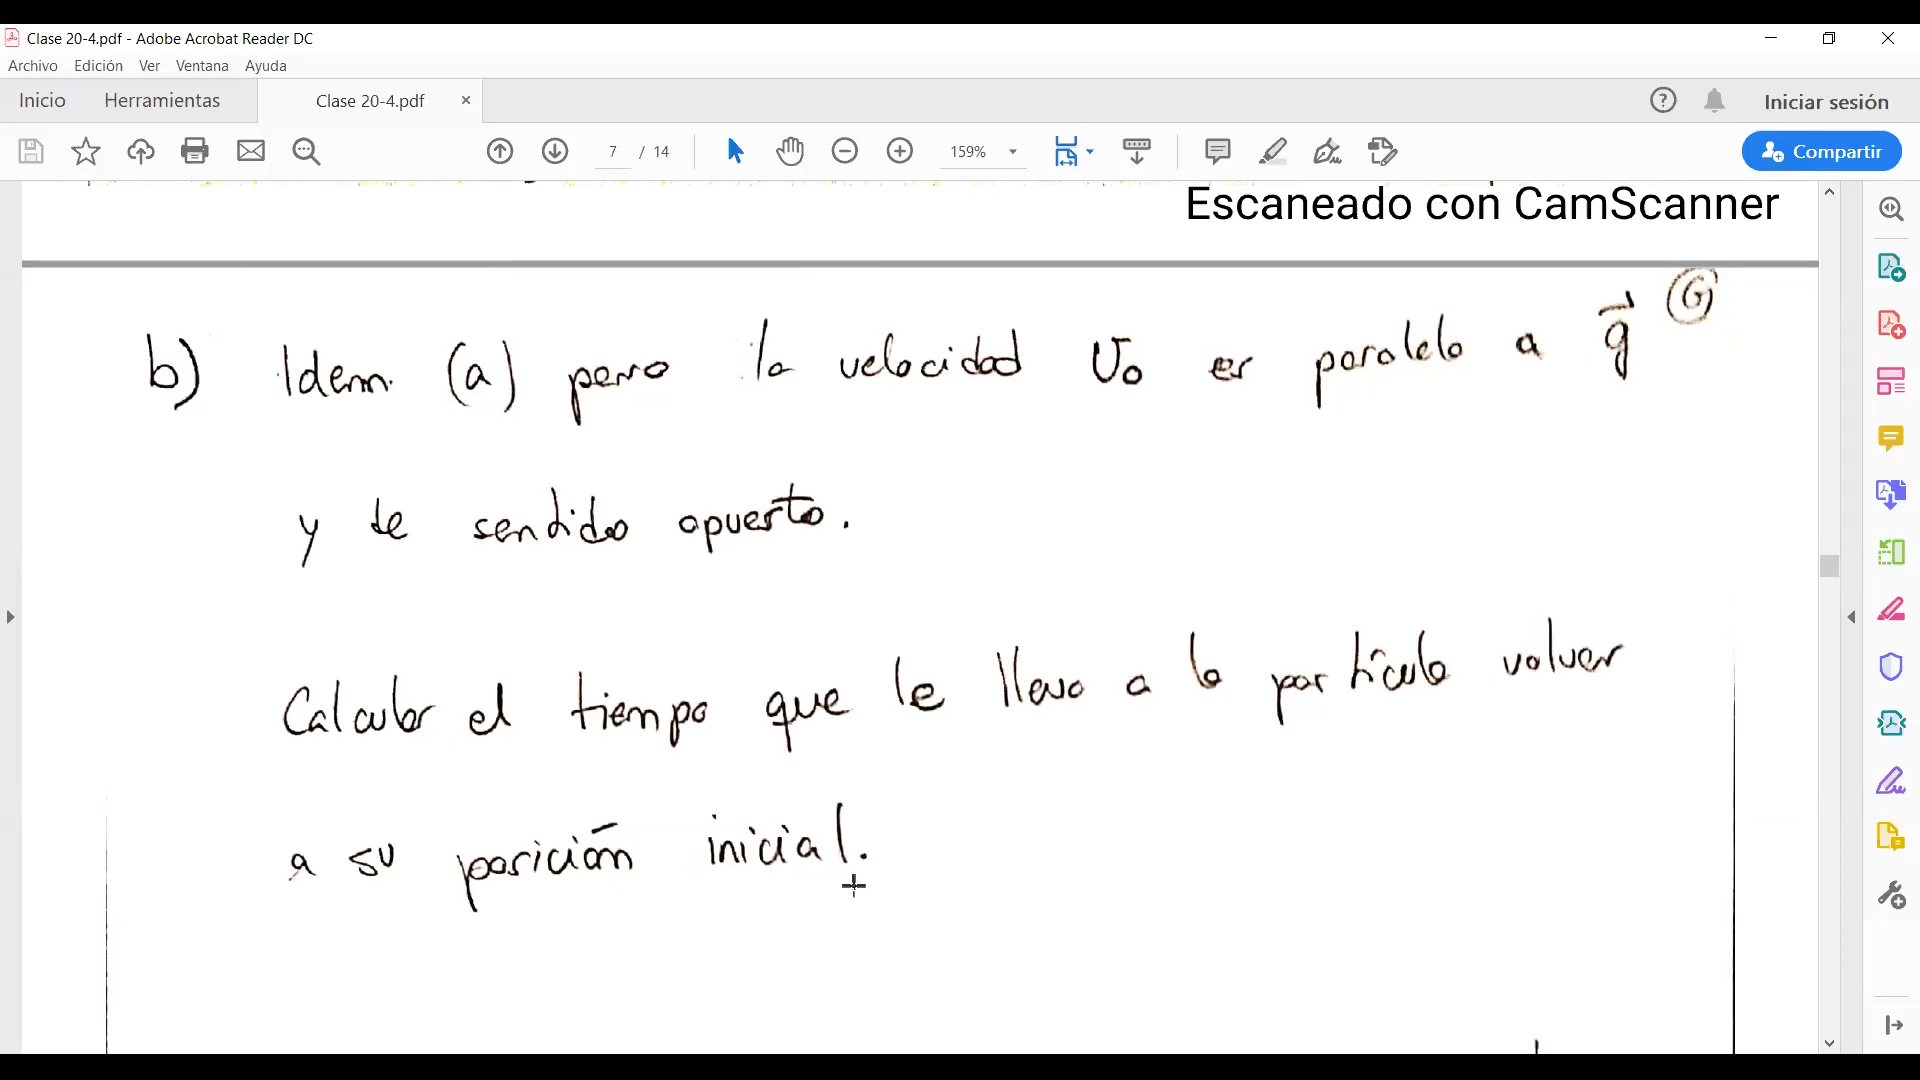 Clase 20-4.pdf - Adobe Acrobat Reader DC
Archivo Edición Ver Ventana Ayuda
Inicio Herramientas Clase 20-4.pdf Iniciar sesión
7 / 14 159% Compartir
Escaneado con CamScanner
G
b) Idem (a) pero la velocidad v₀ es paralela a g⃗
y de sentido opuesto.
Calcular el tiempo que le lleva a la partícula volver
a su posición inicial.